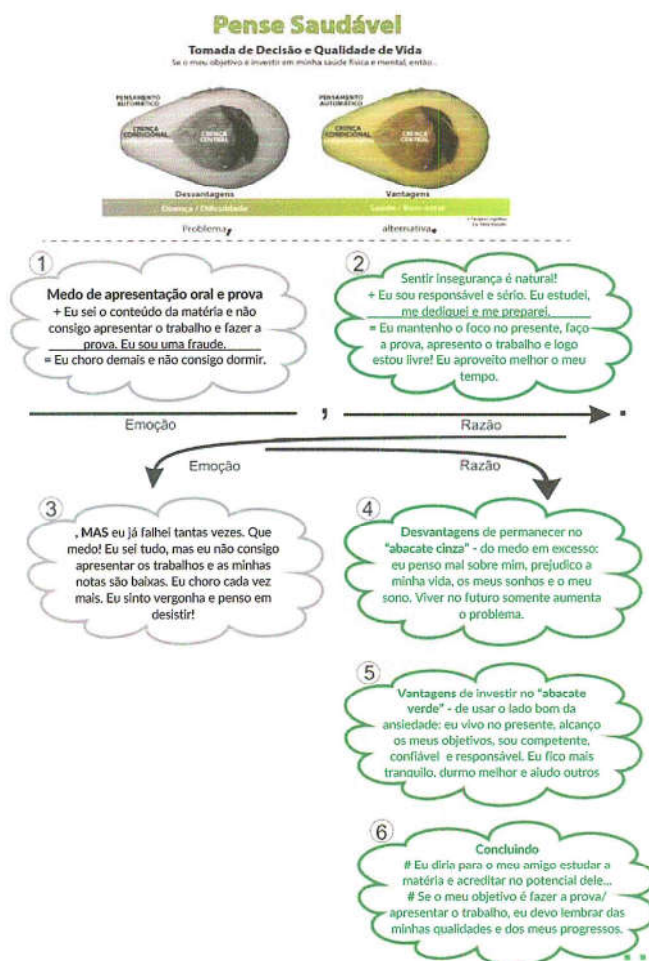 Pense Saudável
Tomada de Decisão e Qualidade de Vida
Se o meu objetivo é investir em minha saúde física e mental, então...
PENSAMENTO
AUTOMÁTICO
CRENÇA
CONDICIONAL
CRENÇA
CENTRAL
PENSAMENTO
AUTOMÁTICO
CRENÇA
CONDICIONAL
CRENÇA
CENTRAL
Desvantagens
Vantagens
Doença / Dificuldade
Saúde / Bem-estar
Problema,
alternativa.
1
Medo de apresentação oral e prova
+ Eu sei o conteúdo da matéria e não
consigo apresentar o trabalho e fazer a
prova. Eu sou uma fraude.
= Eu choro demais e não consigo dormir.
2
Sentir insegurança é natural!
+ Eu sou responsável e sério. Eu estudei,
me dediquei e me preparei.
= Eu mantenho o foco no presente, faço
a prova, apresento o trabalho e logo
estou livre! Eu aproveito melhor o meu
tempo.
Emoção , Razão .
Emoção Razão
3
, MAS eu já falhei tantas vezes. Que
medo! Eu sei tudo, mas eu não consigo
apresentar os trabalhos e as minhas
notas são baixas. Eu choro cada vez
mais. Eu sinto vergonha e penso em
desistir!
4
Desvantagens de permanecer no
"abacate cinza" - do medo em excesso:
eu penso mal sobre mim, prejudico a
minha vida, os meus sonhos e o meu
sono. Viver no futuro somente aumenta
o problema.
5
Vantagens de investir no "abacate
verde" - de usar o lado bom da
ansiedade: eu vivo no presente, alcanço
os meus objetivos, sou competente,
confiável e responsável. Eu fico mais
tranquilo, durmo melhor e ajudo outros
6
Concluindo
# Eu diria para o meu amigo estudar a
matéria e acreditar no potencial dele...
# Se o meu objetivo é fazer a prova/
apresentar o trabalho, eu devo lembrar das
minhas qualidades e dos meus progressos.